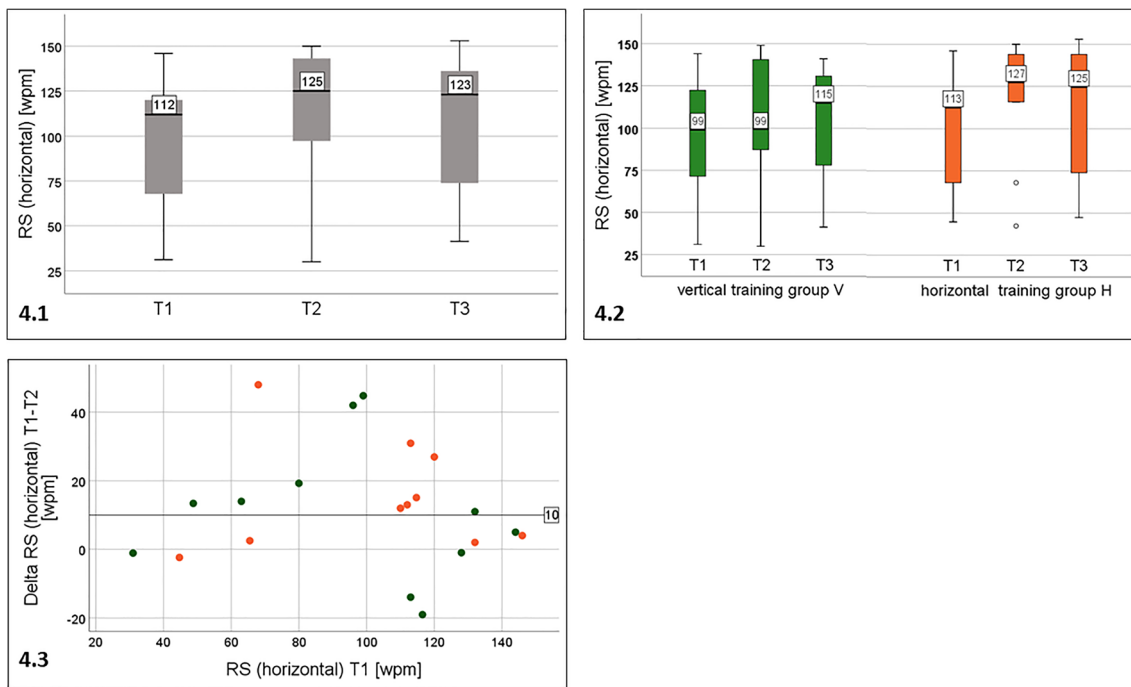 RS (horizontal) [wpm]
150
125
100
75
50
25
112
125
123
T1
T2
T3
4.1
RS (horizontal) [wpm]
150
125
100
75
50
25
99
99
115
113
127
125
T1
T2
T3
T1
T2
T3
vertical training group V
horizontal training group H
4.2
Delta RS (horizontal) T1-T2
[wpm]
40
20
0
-20
10
20
40
60
80
100
120
140
RS (horizontal) T1 [wpm]
4.3